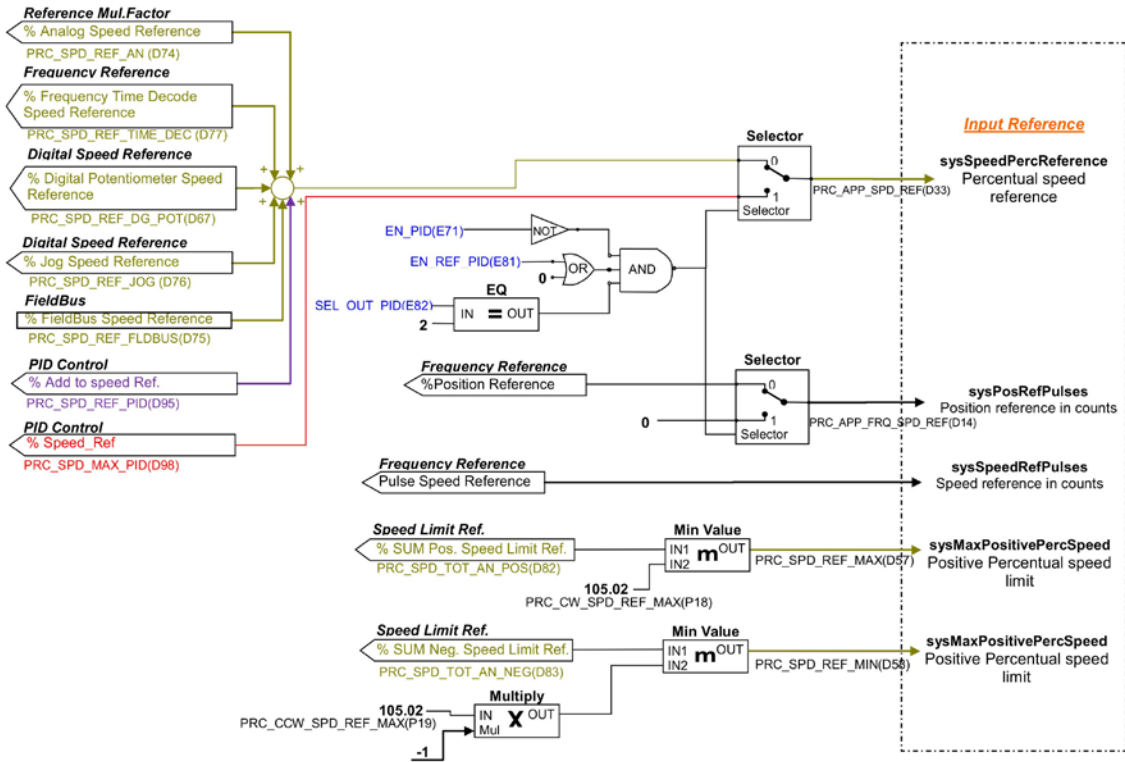 Reference Mul.Factor
% Analog Speed Reference
PRC_SPD_REF_AN (D74)
Frequency Reference
% Frequency Time Decode
Speed Reference
PRC_SPD_REF_TIME_DEC (D77)
Digital Speed Reference
% Digital Potentiometer Speed
Reference
PRC_SPD_REF_DG_POT(D67)
Digital Speed Reference
% Jog Speed Reference
PRC_SPD_REF_JOG (D76)
FieldBus
% FieldBus Speed Reference
PRC_SPD_REF_FLDBUS(D75)
PID Control
% Add to speed Ref.
PRC_SPD_REF_PID(D95)
PID Control
% Speed_Ref
PRC_SPD_MAX_PID(D98)
+ +
+ +
EN_PID(E71)
NOT
EN_REF_PID(E81)
0
OR
AND
SEL_OUT_PID(E82)
2
EQ
IN = OUT
Selector
0
1
Selector
PRC_APP_SPD_REF(D33)
Frequency Reference
%Position Reference
0
Selector
0
1
Selector
PRC_APP_FRQ_SPD_REF(D14)
Frequency Reference
Pulse Speed Reference
Speed Limit Ref.
% SUM Pos. Speed Limit Ref.
PRC_SPD_TOT_AN_POS(D82)
105.02
PRC_CW_SPD_REF_MAX(P18)
Min Value
IN1 m OUT
IN2
PRC_SPD_REF_MAX(D57)
Speed Limit Ref.
% SUM Neg. Speed Limit Ref.
PRC_SPD_TOT_AN_NEG(D83)
Min Value
IN1 m OUT
IN2
PRC_SPD_REF_MIN(D58)
Multiply
105.02
PRC_CCW_SPD_REF_MAX(P19)
IN X OUT
Mul
-1
Input Reference
sysSpeedPercReference
Percentual speed
reference
sysPosRefPulses
Position reference in counts
sysSpeedRefPulses
Speed reference in counts
sysMaxPositivePercSpeed
Positive Percentual speed
limit
sysMaxPositivePercSpeed
Positive Percentual speed
limit